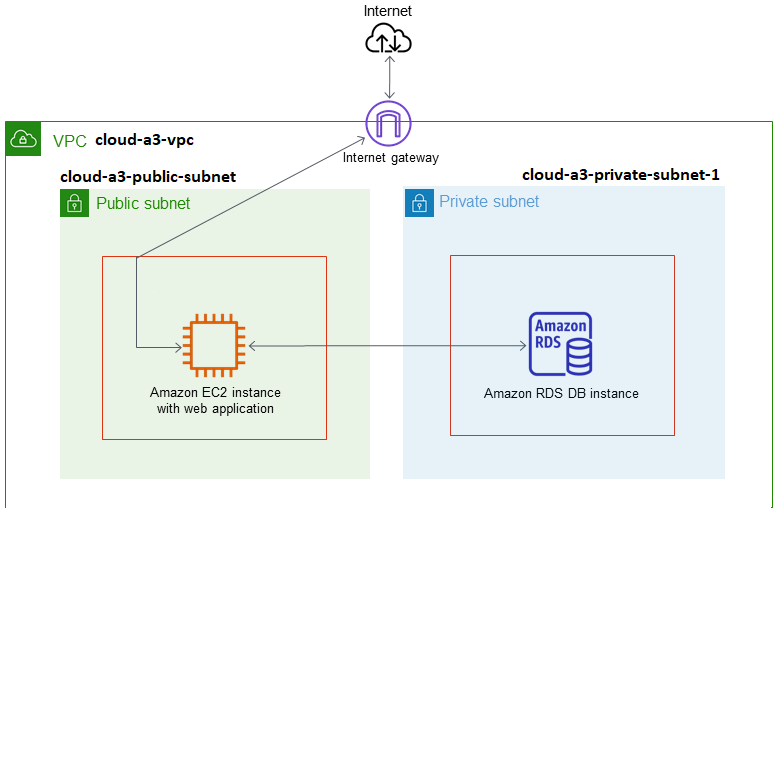 Internet
Internet gateway
VPC cloud-a3-vpc
cloud-a3-public-subnet
cloud-a3-private-subnet-1
Public subnet
Private subnet
Amazon
RDS
Amazon EC2 instance
with web application
Amazon RDS DB instance